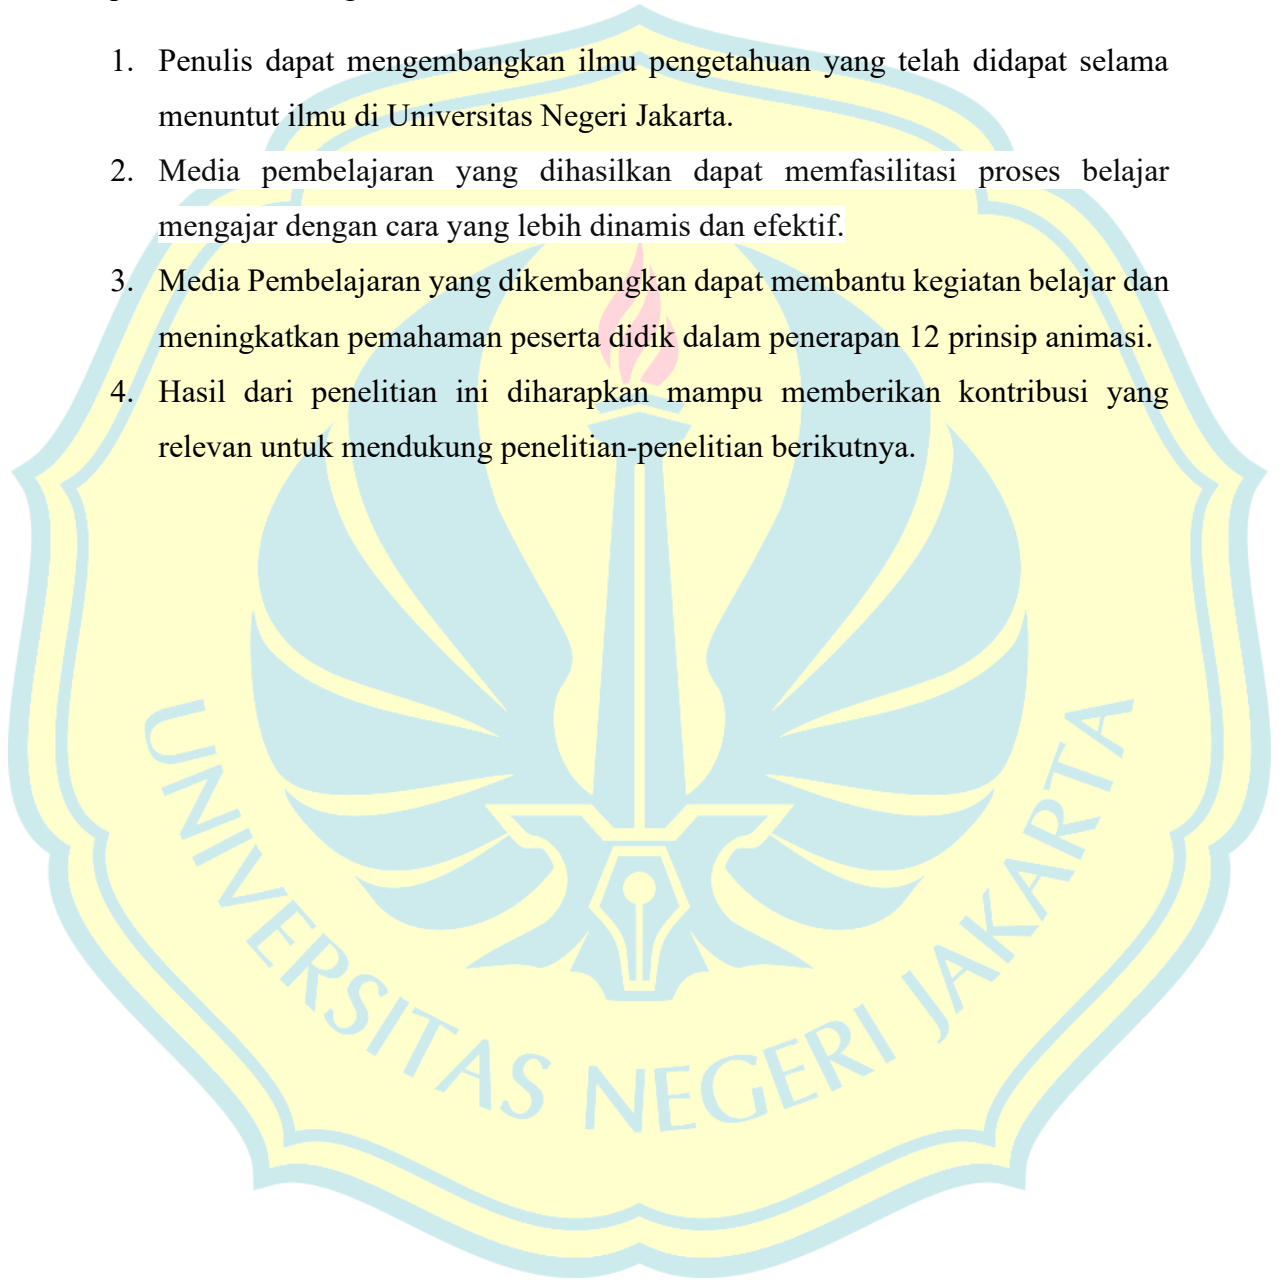 1. Penulis dapat mengembangkan ilmu pengetahuan yang telah didapat selama
menuntut ilmu di Universitas Negeri Jakarta.
2. Media pembelajaran yang dihasilkan dapat memfasilitasi proses belajar
mengajar dengan cara yang lebih dinamis dan efektif.
3. Media Pembelajaran yang dikembangkan dapat membantu kegiatan belajar dan
meningkatkan pemahaman peserta didik dalam penerapan 12 prinsip animasi.
4. Hasil dari penelitian ini diharapkan mampu memberikan kontribusi yang
relevan untuk mendukung penelitian-penelitian berikutnya.
UNIVERSITAS NEGERI JAKARTA